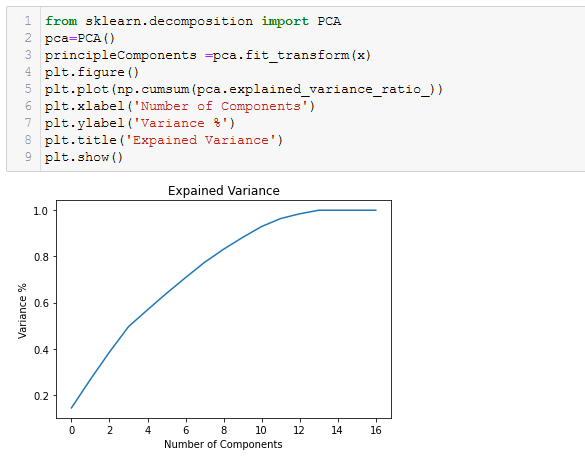 1 from sklearn.decomposition import PCA
2 pca=PCA()
3 principleComponents =pca.fit_transform(x)
4 plt.figure()
5 plt.plot(np.cumsum(pca.explained_variance_ratio_))
6 plt.xlabel('Number of Components')
7 plt.ylabel('Variance %')
8 plt.title('Expained Variance')
9 plt.show()
Expained Variance
1.0
0.8
0.6
0.4
0.2
Variance %
0 2 4 6 8 10 12 14 16
Number of Components